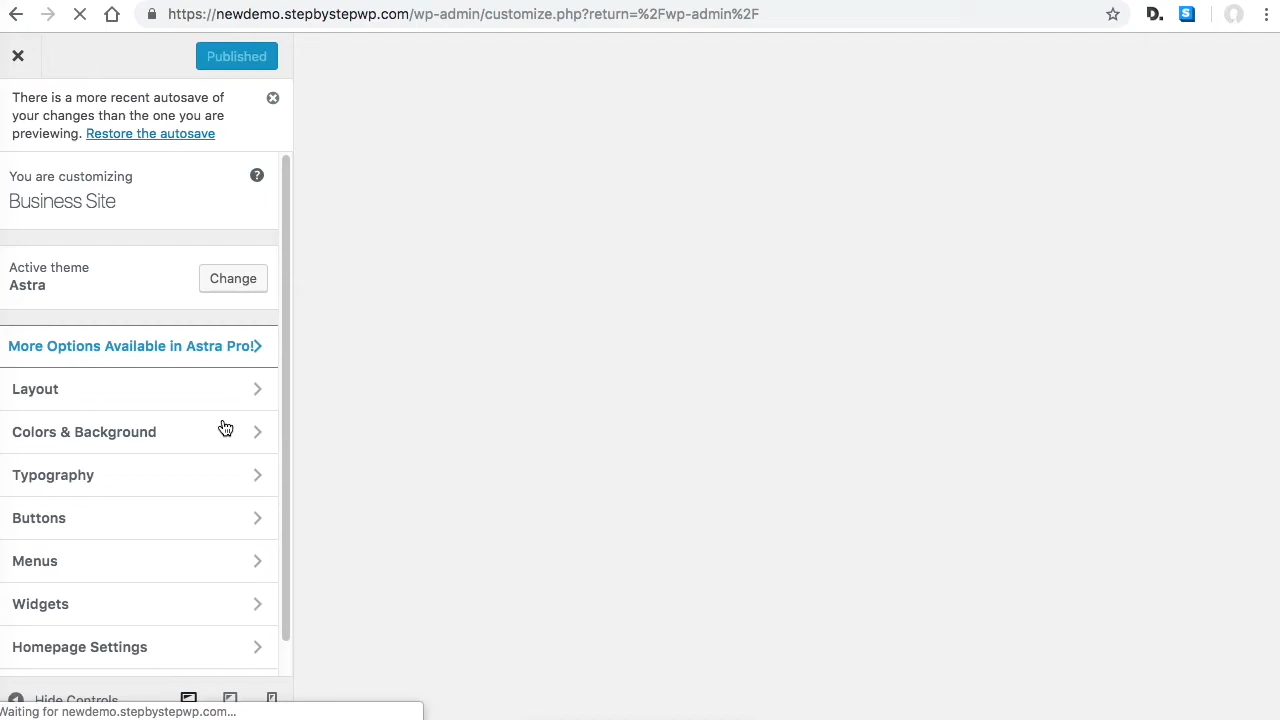 https://newdemo.stepbystepwp.com/wp-admin/customize.php?return=%2Fwp-admin%2F
D.
S
Published
There is a more recent autosave of
your changes than the one you are
previewing. Restore the autosave
You are customizing
Business Site
Active theme
Astra
Change
More Options Available in Astra Pro!
Layout
Colors & Background
Typography
Buttons
Menus
Widgets
Homepage Settings
Hide Controls
Waiting for newdemo.stepbystepwp.com...